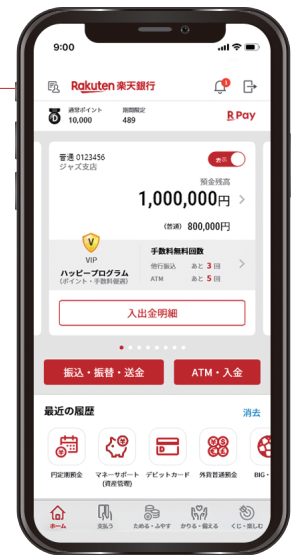 9:00
Rakuten 楽天銀行
通常ポイント 期間限定
10,000 489
R Pay
普通 0123456
ジャズ支店
表示
預金残高
1,000,000円
(普通) 800,000円
V
VIP
ハッピープログラム
(ポイント・手数料優遇)
手数料無料回数
他行振込 あと 3 回
ATM あと 5 回
入出金明細
振込・振替・送金
ATM・入金
最近の履歴
消去
円定期預金 マネーサポート デビットカード 外貨普通預金 BIG・
(資産管理)
ホーム 支払う ためる・ふやす かりる・備える くじ・楽しむ